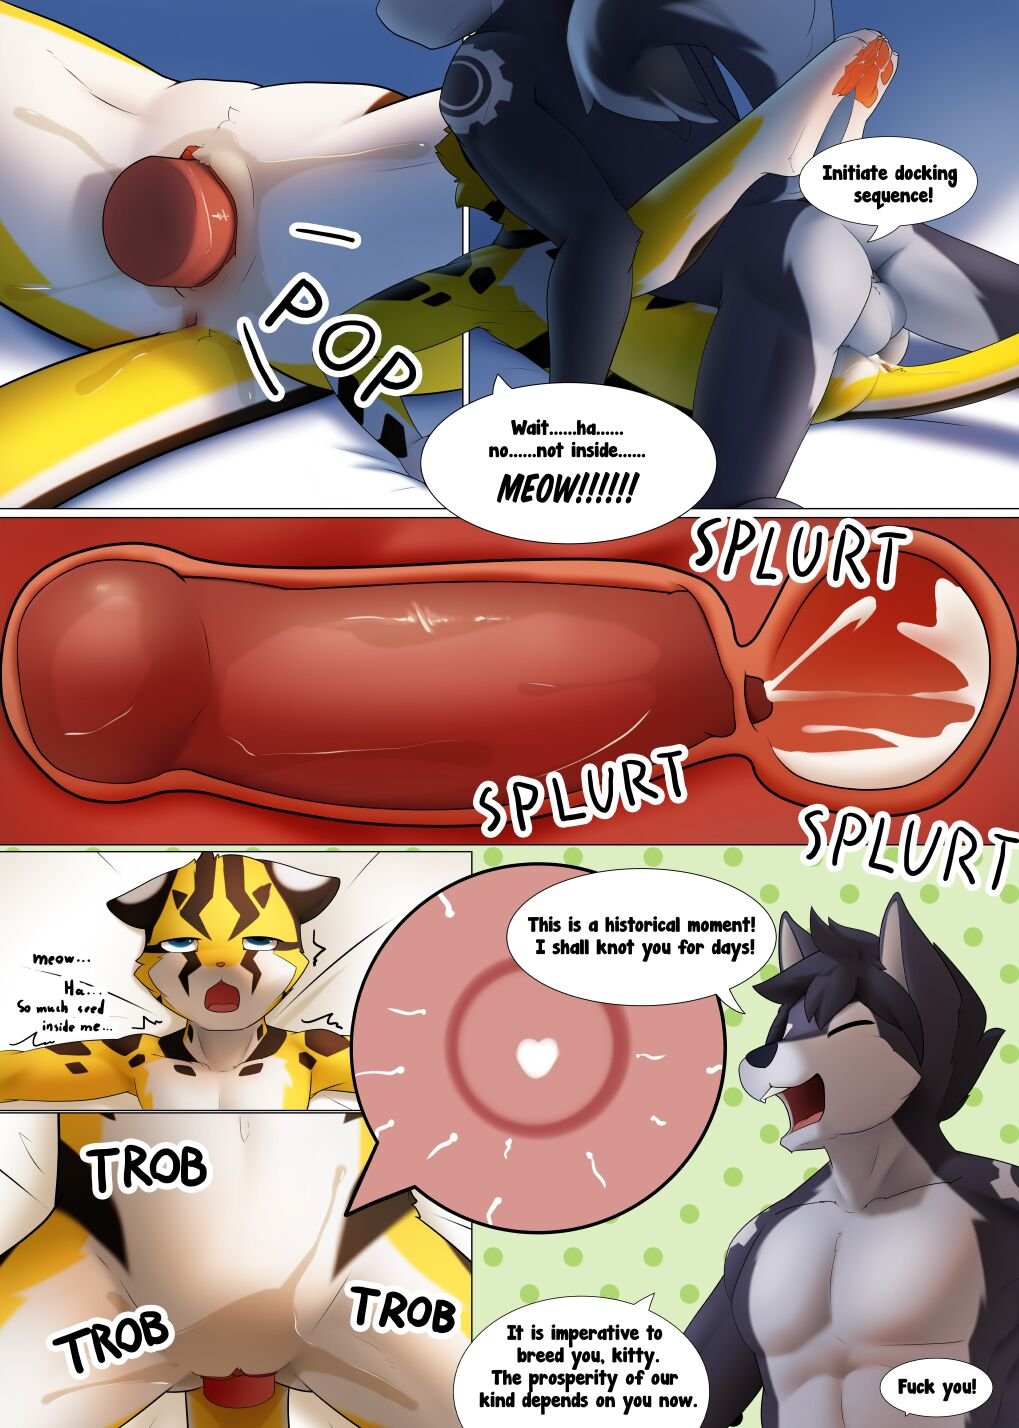 Initiate docking
sequence!
POP
Wait......ha......
no......not inside......
MEOW!!!!!!
SPLURT
SPLURT
SPLURT
meow...
Ha...
So much seed
inside me...
This is a historical moment!
I shall knot you for days!
TROB
TROB
TROB
It is imperative to
breed you, kitty.
The prosperity of our
kind depends on you now.
Fuck you!